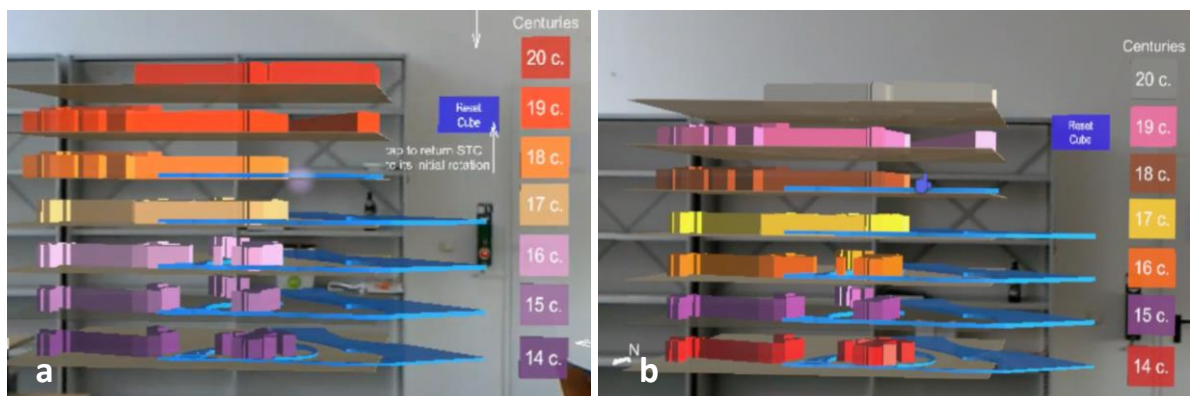 Centuries
20 c.
19 c.
18 c.
17 c.
16 c.
15 c.
14 c.
Reset
Cube
to return STC
its initial rotation
a
Centuries
20 c.
19 c.
18 c.
17 c.
16 c.
15 c.
14 c.
Reset
Cube
N
b